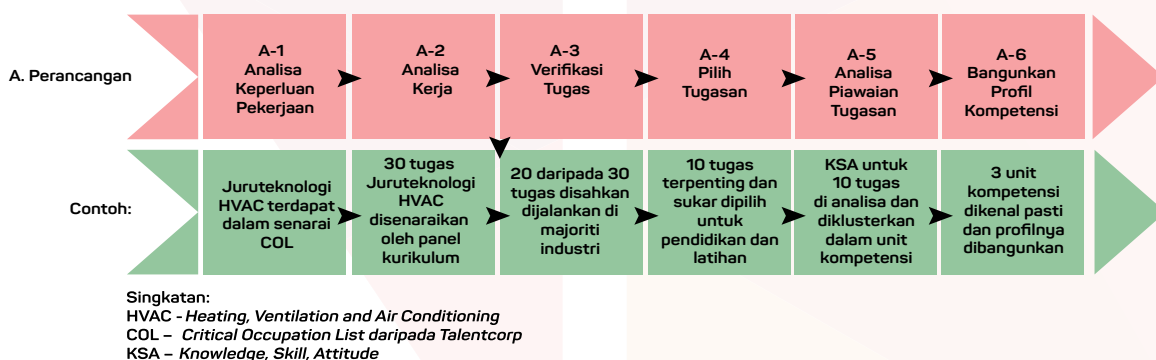 A. Perancangan
A-1
Analisa
Keperluan
Pekerjaan
A-2
Analisa
Kerja
A-3
Verifikasi
Tugas
A-4
Pilih
Tugasan
A-5
Analisa
Piawaian
Tugasan
A-6
Bangunkan
Profil
Kompetensi
Contoh:
Juruteknologi
HVAC terdapat
dalam senarai
COL
30 tugas
Juruteknologi
HVAC
disenaraikan
oleh panel
kurikulum
20 daripada 30
tugas disahkan
dijalankan di
majoriti
industri
10 tugas
terpenting dan
sukar dipilih
untuk
pendidikan dan
latihan
KSA untuk
10 tugas
di analisa dan
diklusterkan
dalam unit
kompetensi
3 unit
kompetensi
dikenal pasti
dan profilnya
dibangunkan
Singkatan:
HVAC - Heating, Ventilation and Air Conditioning
COL – Critical Occupation List daripada Talentcorp
KSA – Knowledge, Skill, Attitude